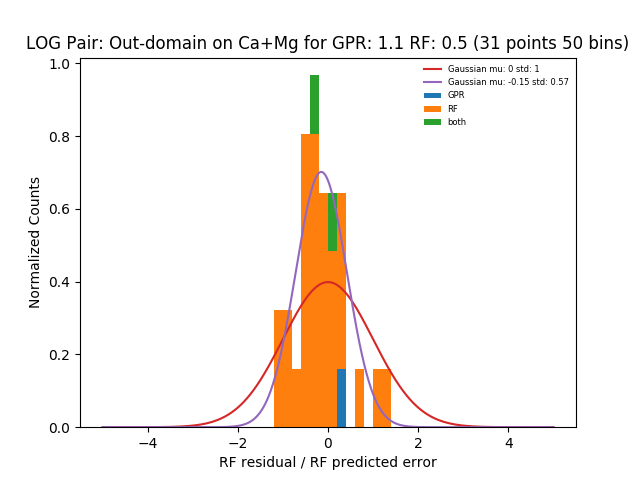 LOG Pair: Out-domain on Ca+Mg for GPR: 1.1 RF: 0.5 (31 points 50 bins)
Gaussian mu: 0 std: 1
Gaussian mu: -0.15 std: 0.57
GPR
RF
both
Normalized Counts
1.0
0.8
0.6
0.4
0.2
0.0
−4
−2
0
2
4
RF residual / RF predicted error